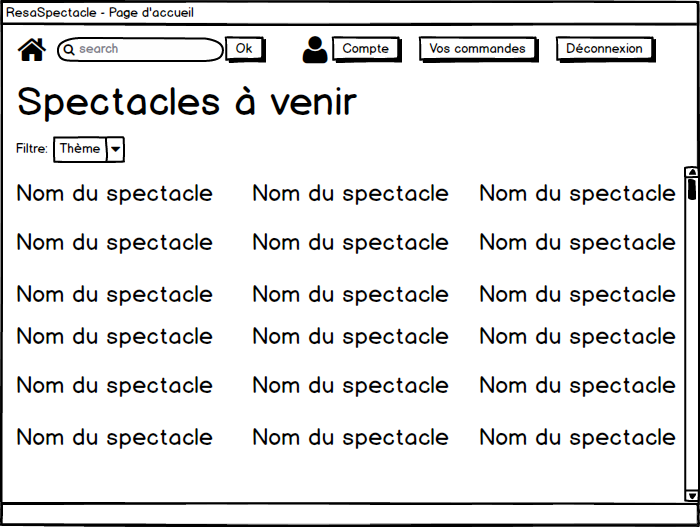 ResaSpectacle - Page d'accueil
search Ok Compte Vos commandes Déconnexion
Spectacles à venir
Filtre: Thème
Nom du spectacle Nom du spectacle Nom du spectacle
Nom du spectacle Nom du spectacle Nom du spectacle
Nom du spectacle Nom du spectacle Nom du spectacle
Nom du spectacle Nom du spectacle Nom du spectacle
Nom du spectacle Nom du spectacle Nom du spectacle
Nom du spectacle Nom du spectacle Nom du spectacle